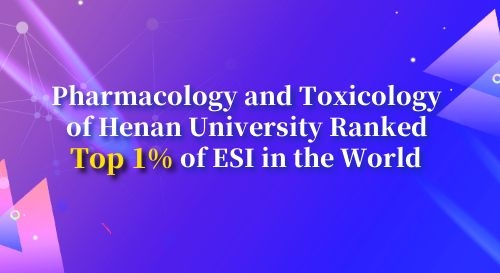 Pharmacology and Toxicology
of Henan University Ranked
Top 1% of ESI in the World